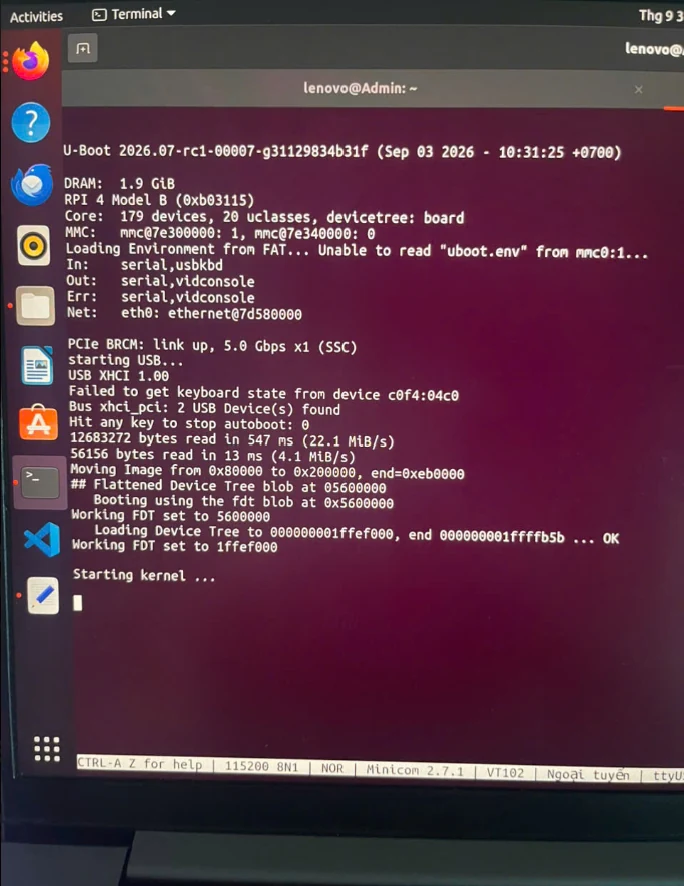 Activities
Terminal
Thg 9 3
lenovo@
lenovo@Admin: ~
U-Boot 2026.07-rc1-00007-g31129834b31f (Sep 03 2026 - 10:31:25 +0700)
DRAM:  1.9 GiB
RPI 4 Model B (0xb03115)
Core:  179 devices, 20 uclasses, devicetree: board
MMC:   mmc@7e300000: 1, mmc@7e340000: 0
Loading Environment from FAT... Unable to read "uboot.env" from mmc0:1...
In:    serial,usbkbd
Out:   serial,vidconsole
Err:   serial,vidconsole
Net:   eth0: ethernet@7d580000
PCIe BRCM: link up, 5.0 Gbps x1 (SSC)
starting USB...
USB XHCI 1.00
Failed to get keyboard state from device c0f4:04c0
Bus xhci_pci: 2 USB Device(s) found
Hit any key to stop autoboot: 0
12683272 bytes read in 547 ms (22.1 MiB/s)
56156 bytes read in 13 ms (4.1 MiB/s)
Moving Image from 0x80000 to 0x200000, end=0xeb0000
## Flattened Device Tree blob at 05600000
   Booting using the fdt blob at 0x5600000
Working FDT set to 5600000
   Loading Device Tree to 000000001ffef000, end 000000001ffffb5b ... OK
Working FDT set to 1ffef000
Starting kernel ...
CTRL-A Z for help | 115200 8N1 | NOR | Minicom 2.7.1 | VT102 | Ngoại tuyến | ttyU